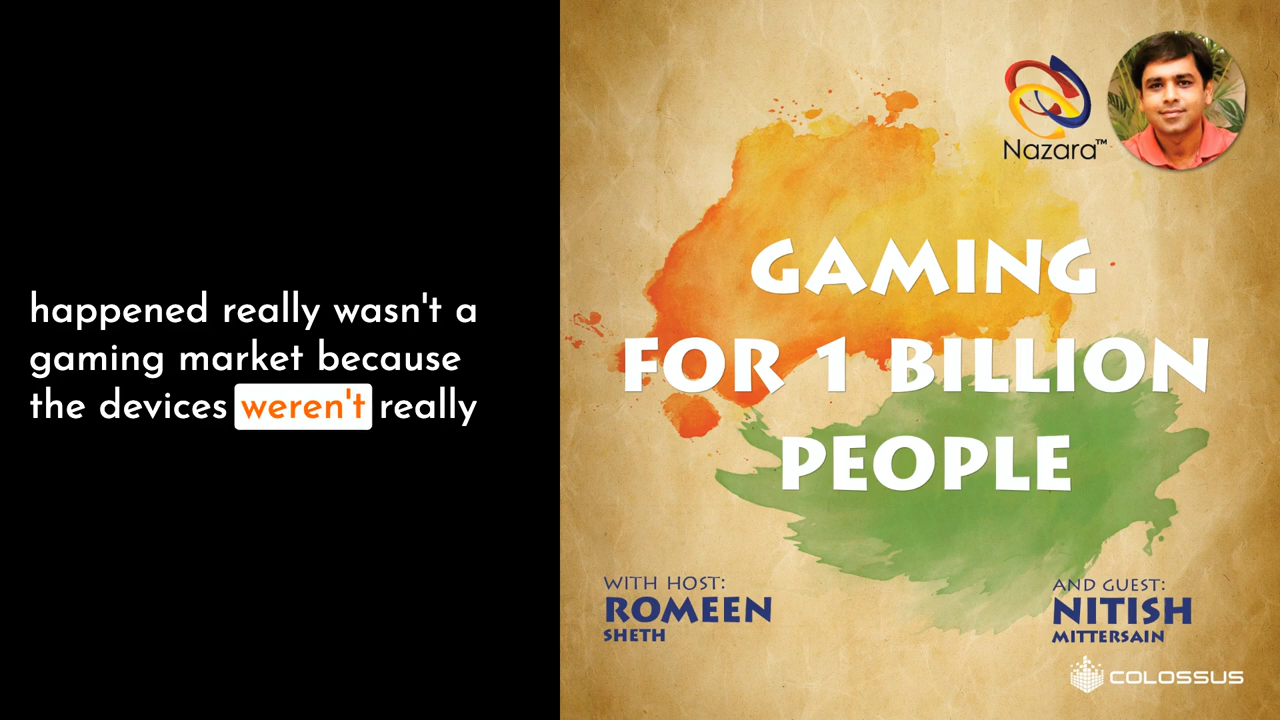 happened really wasn't a
gaming market because
the devices weren't really
Nazara™
GAMING
FOR 1 BILLION
PEOPLE
WITH HOST:
ROMEEN
SHETH
AND GUEST:
NITISH
MITTERSAIN
COLOSSUS